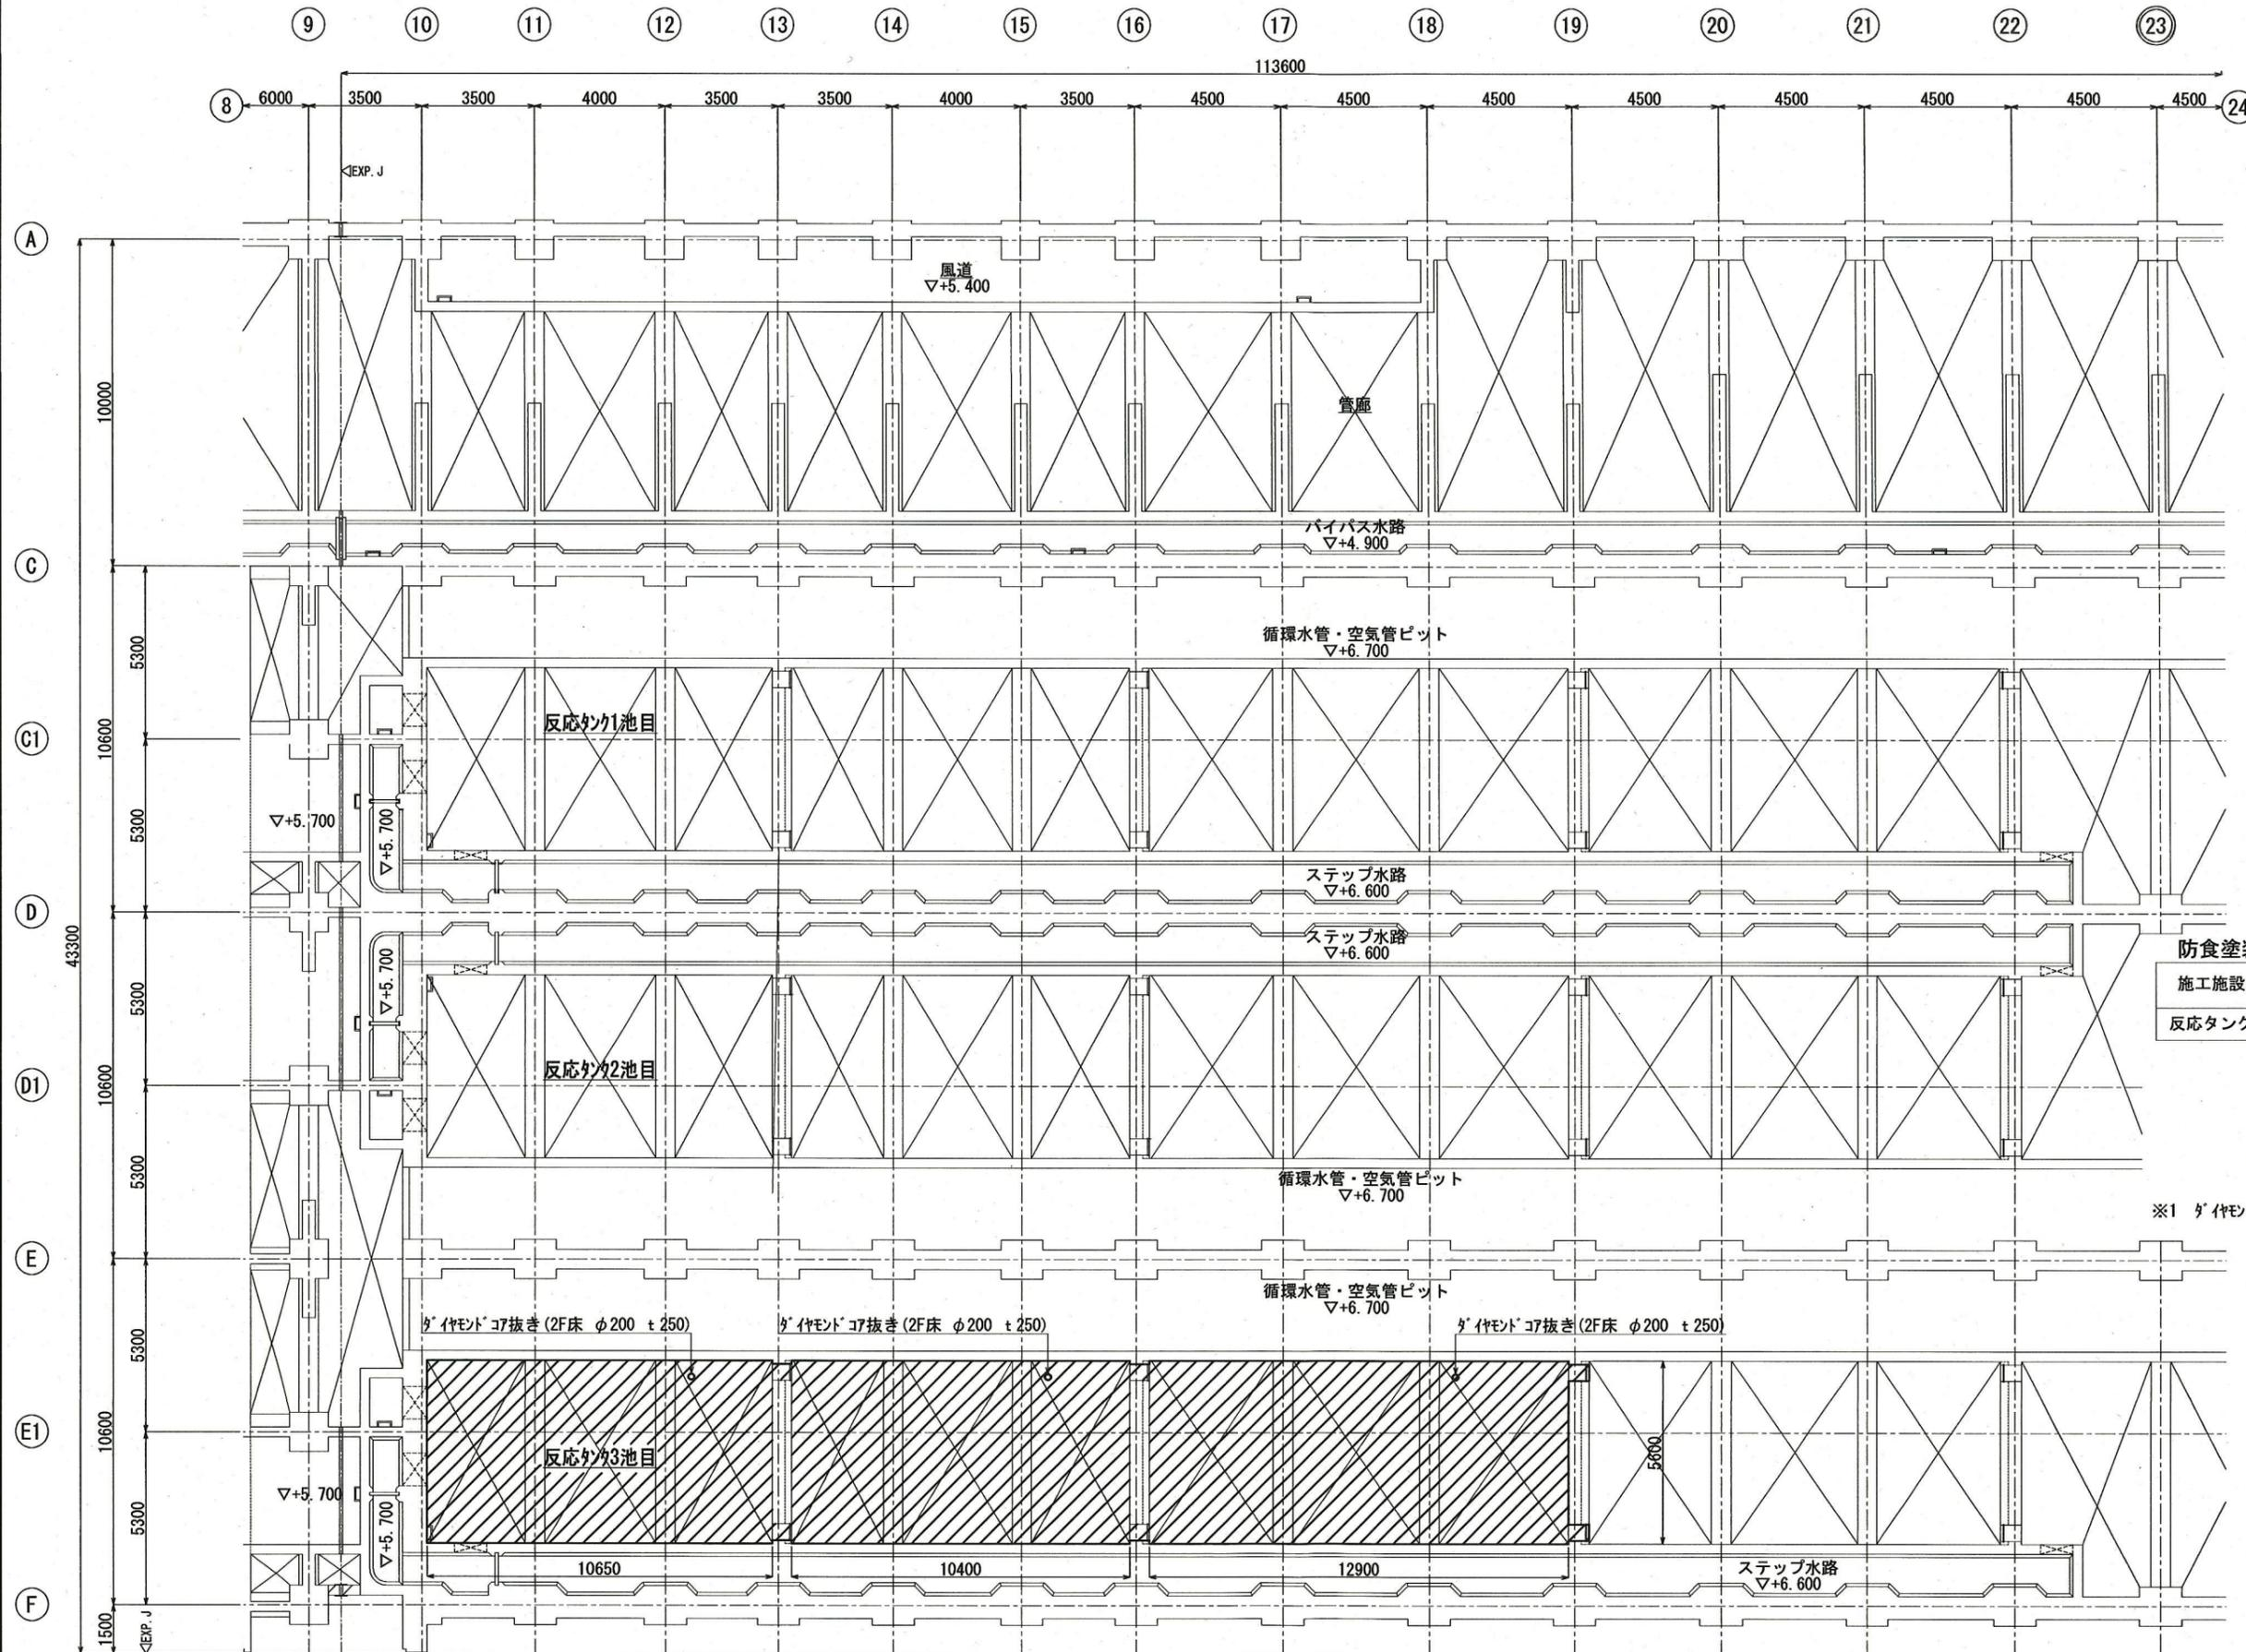 9 10 11 12 13 14 15 16 17 18 19 20 21 22 23
113600
8 6000 3500 3500 4000 3500 3500 4000 3500 4500 4500 4500 4500 4500 4500 4500 4500 24
EXP. J
A
風道
▽+5.400
10000
管廊
バイパス水路
▽+4.900
C
5300
循環水管・空気管ピット
▽+6.700
10600
C1
反応タンク1池目
5300
▽+5.700
▽+5.700
ステップ水路
▽+6.600
D
43300
ステップ水路
▽+6.600
▽+5.700
5300
防食塗
施工施設
反応タンク
10600
D1
反応タンク2池目
5300
循環水管・空気管ピット
▽+6.700
※1 ダイヤモン
E
循環水管・空気管ピット
▽+6.700
5300
ダイヤモンドコア抜き(2F床 φ200 t250)
ダイヤモンドコア抜き(2F床 φ200 t250)
ダイヤモンドコア抜き(2F床 φ200 t250)
10600
E1
反応タンク3池目
5600
5300
▽+5.700
▽+5.700
10650
10400
12900
ステップ水路
▽+6.600
F
1500
EXP. J